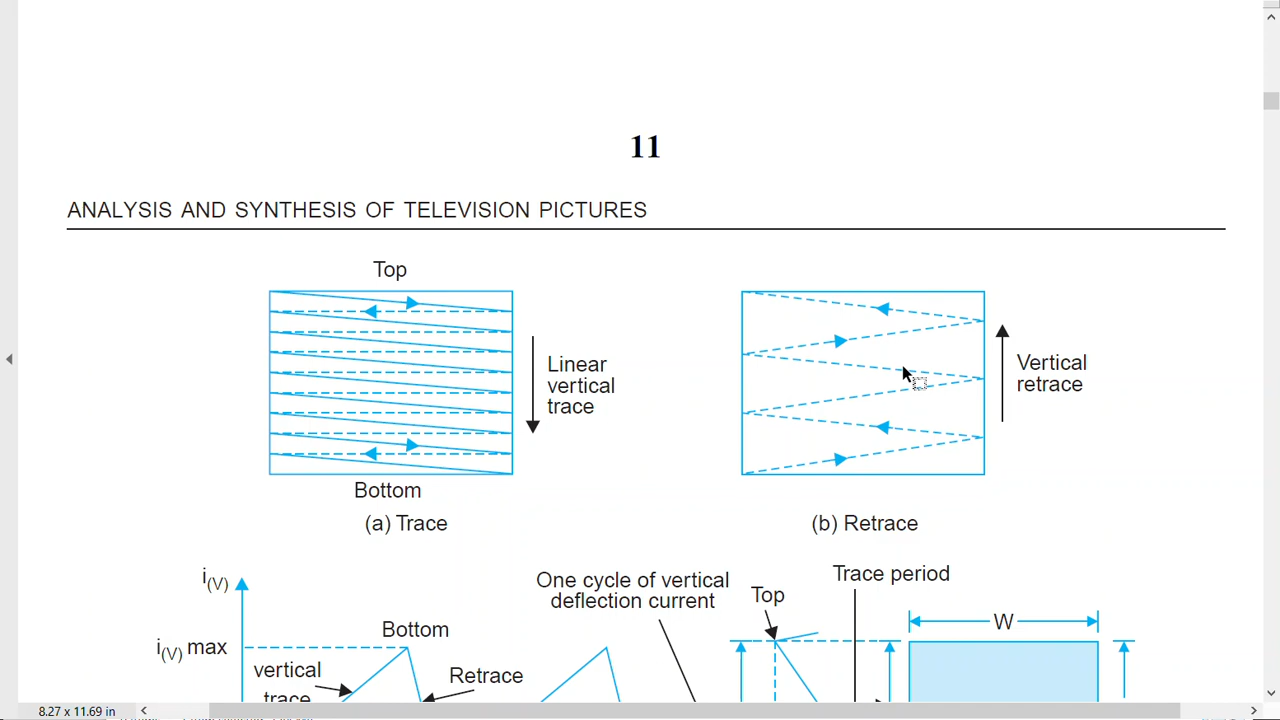 11
ANALYSIS AND SYNTHESIS OF TELEVISION PICTURES
Top
Linear
vertical
trace
Bottom
(a) Trace
Vertical
retrace
(b) Retrace
i(V)
i(V) max
Bottom
vertical
trace
Retrace
One cycle of vertical
deflection current
Top
Trace period
W
8.27 x 11.69 in